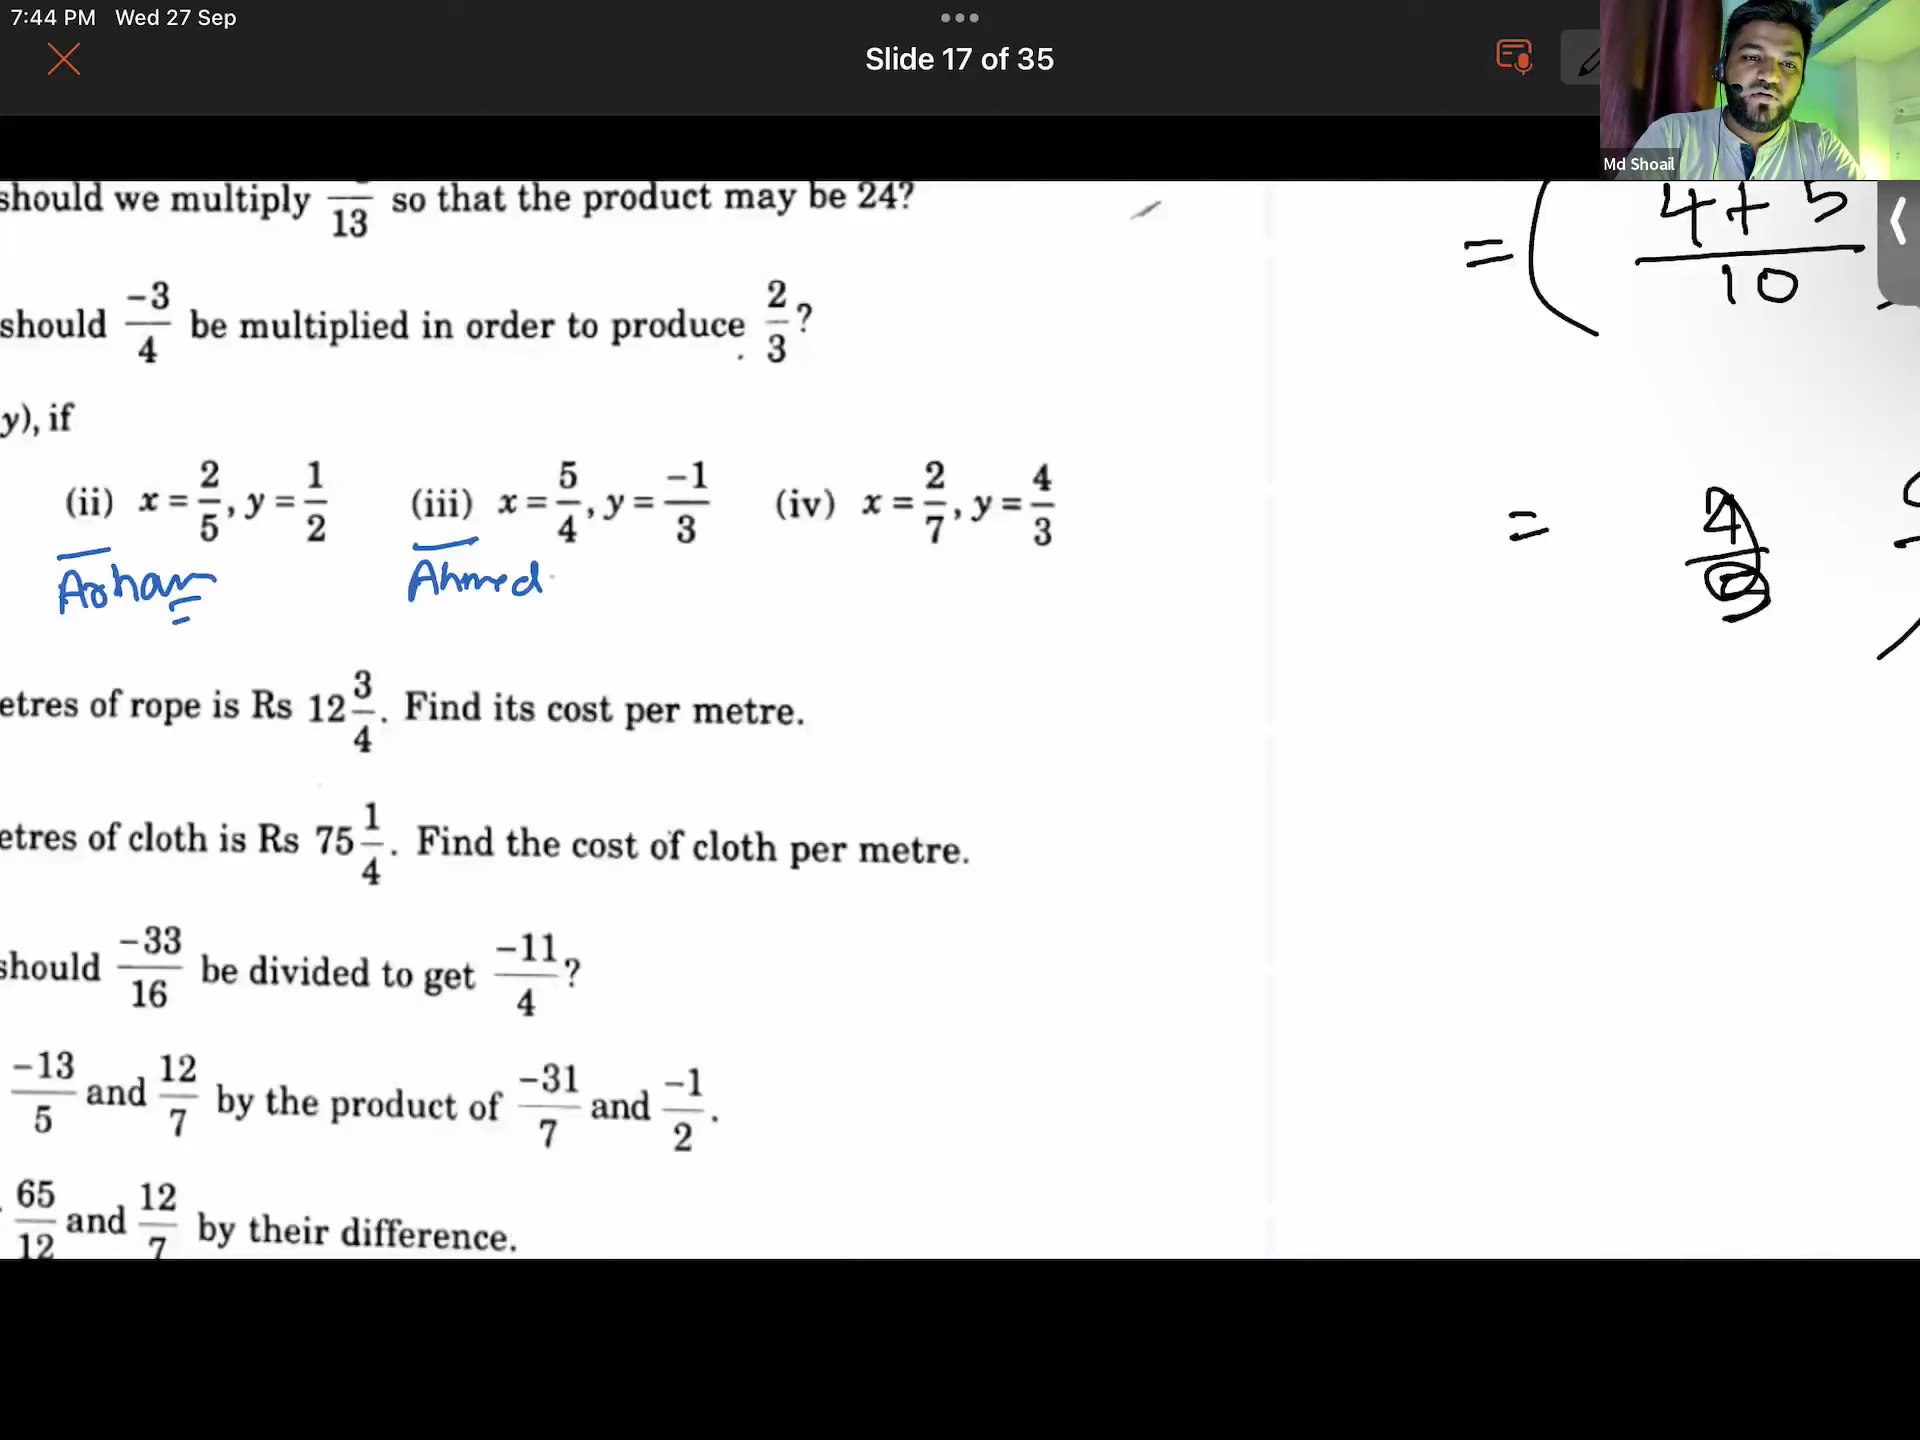 7:44 PM Wed 27 Sep
Slide 17 of 35
Md Shoail
should we multiply /13 so that the product may be 24?
= ( 4+5/10
should -3/4 be multiplied in order to produce 2/3?
y), if
(ii) x = 2/5, y = 1/2 (iii) x = 5/4, y = -1/3 (iv) x = 2/7, y = 4/3
=
Arham Ahmed
etres of rope is Rs 12 3/4. Find its cost per metre.
etres of cloth is Rs 75 1/4. Find the cost of cloth per metre.
should -33/16 be divided to get -11/4?
-13/5 and 12/7 by the product of -31/7 and -1/2.
65/12 and 12/7 by their difference.